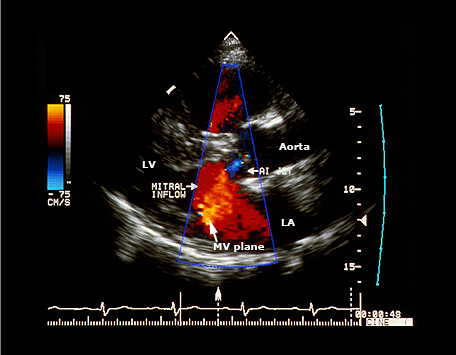 75
5
Aorta
LV
AI JET
MITRAL
INFLOW
10
75
CM/S
LA
MV plane
15
00:00:48
CINE